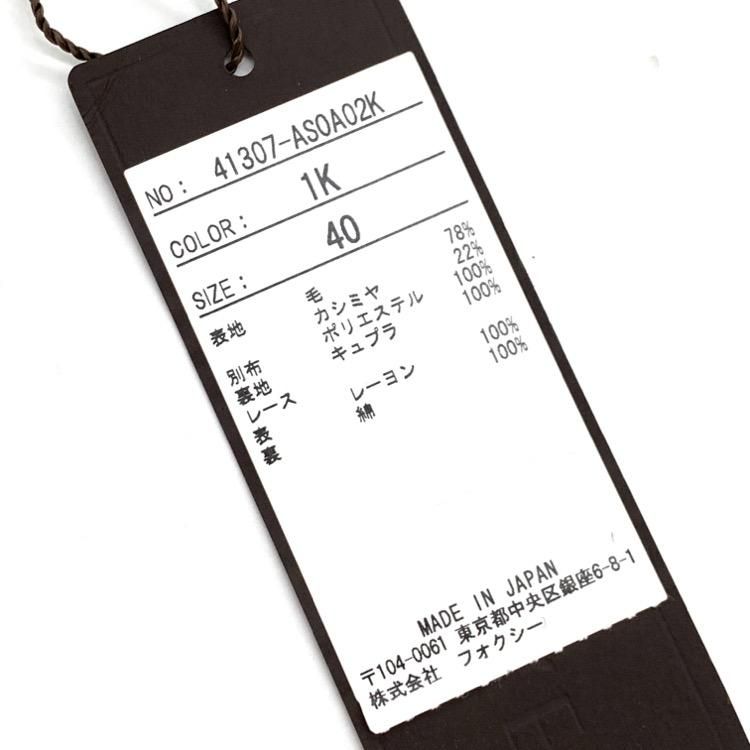 NO: 41307-ASOA02K
COLOR: 1K
SIZE: 40
表地 毛 78%
カシミヤ 22%
別布 ポリエステル 100%
裏地 キュプラ 100%
レース
表 レーヨン 100%
裏 綿 100%
MADE IN JAPAN
〒104-0061 東京都中央区銀座6-8-1
株式会社 フォクシー